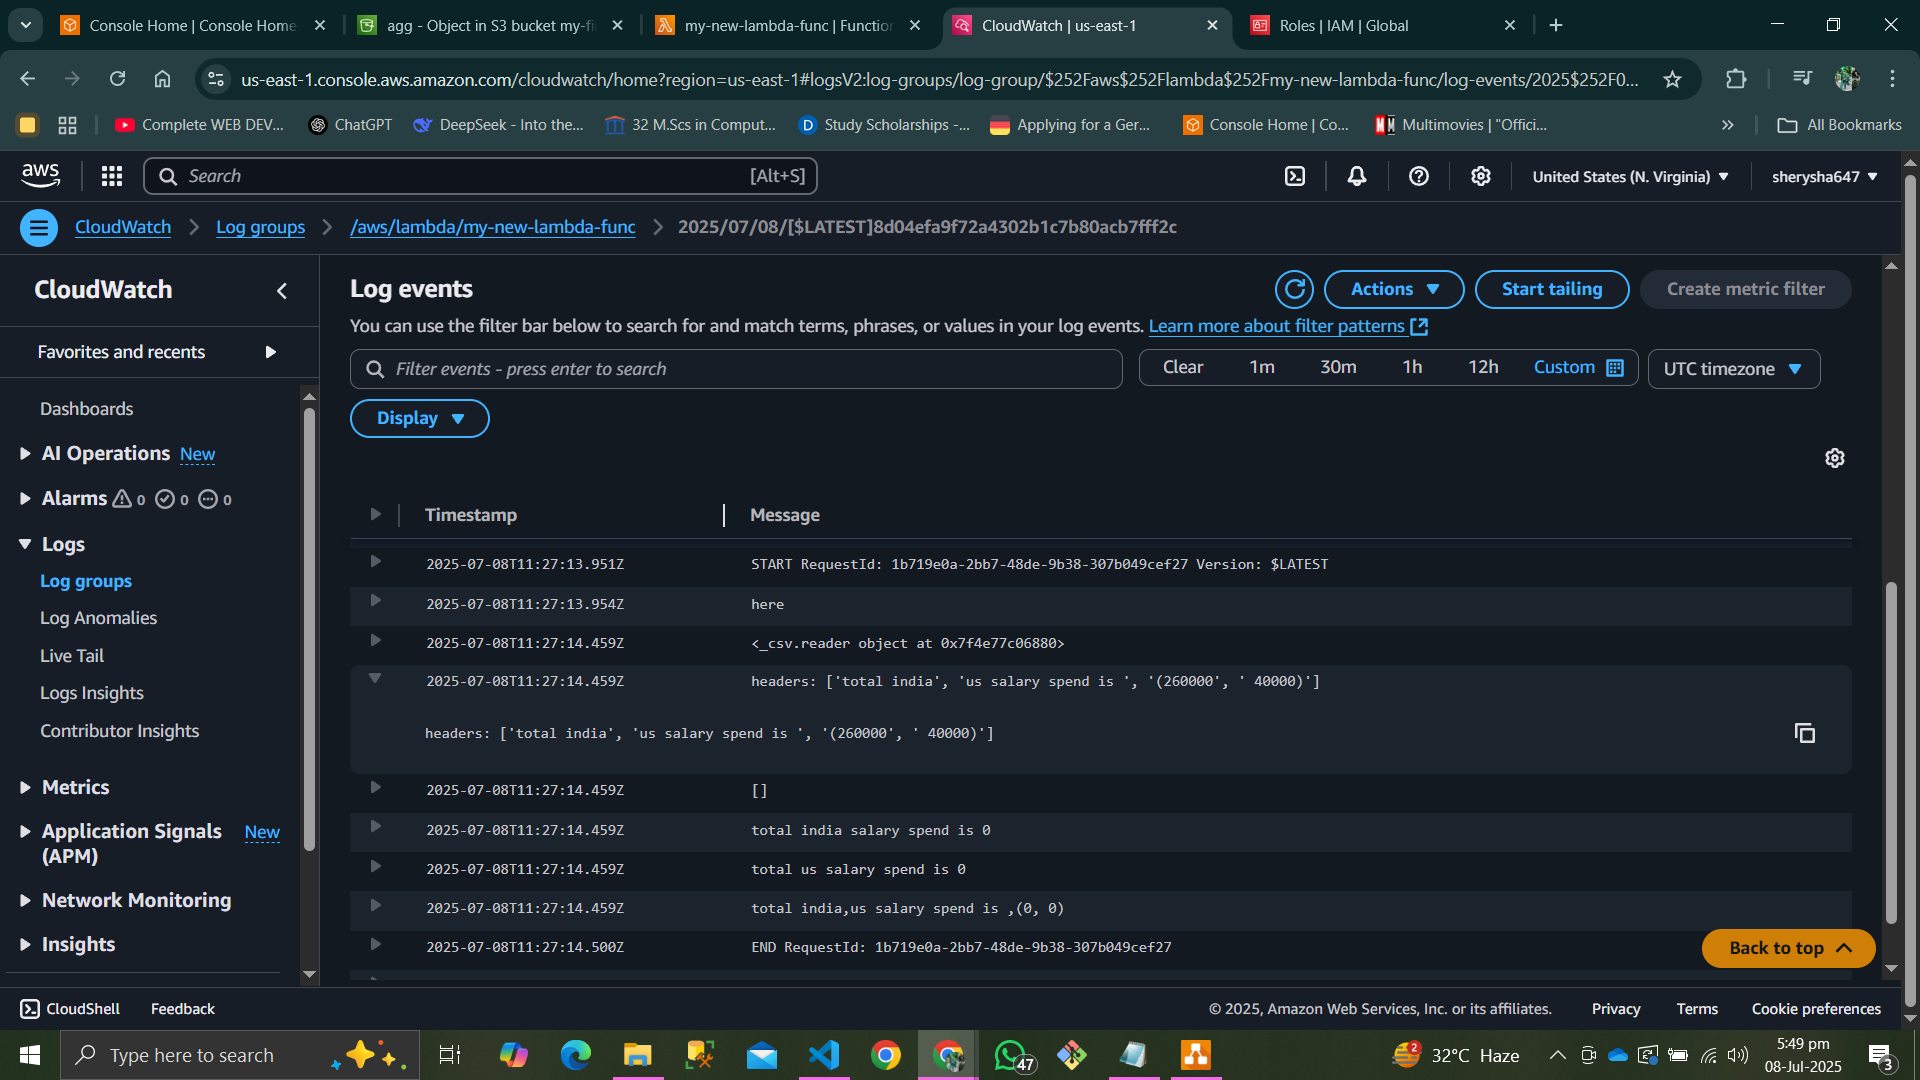 Console Home | Console Home
agg - Object in S3 bucket my-fi
my-new-lambda-func | Function
CloudWatch | us-east-1
Roles | IAM | Global
us-east-1.console.aws.amazon.com/cloudwatch/home?region=us-east-1#logsV2:log-groups/log-group/$252Faws$252Flambda$252Fmy-new-lambda-func/log-events/2025$252F0...
Complete WEB DEV...
ChatGPT
DeepSeek - Into the...
32 M.Scs in Comput...
Study Scholarships -...
Applying for a Ger...
Console Home | Co...
Multimovies | "Offici...
All Bookmarks
aws
Search
[Alt+S]
United States (N. Virginia)
sherysha647
CloudWatch
Log groups
/aws/lambda/my-new-lambda-func
2025/07/08/[$LATEST]8d04efa9f72a4302b1c7b80acb7fff2c
CloudWatch
Favorites and recents
Dashboards
AI Operations New
Alarms 0 0 0
Logs
Log groups
Log Anomalies
Live Tail
Logs Insights
Contributor Insights
Metrics
Application Signals (APM) New
Network Monitoring
Insights
Log events
Actions
Start tailing
Create metric filter
You can use the filter bar below to search for and match terms, phrases, or values in your log events. Learn more about filter patterns
Filter events - press enter to search
Clear 1m 30m 1h 12h Custom
UTC timezone
Display
Timestamp Message
2025-07-08T11:27:13.951Z START RequestId: 1b719e0a-2bb7-48de-9b38-307b049cef27 Version: $LATEST
2025-07-08T11:27:13.954Z here
2025-07-08T11:27:14.459Z <_csv.reader object at 0x7f4e77c06880>
2025-07-08T11:27:14.459Z headers: ['total india', 'us salary spend is ', '(260000', ' 40000)']
headers: ['total india', 'us salary spend is ', '(260000', ' 40000)']
2025-07-08T11:27:14.459Z []
2025-07-08T11:27:14.459Z total india salary spend is 0
2025-07-08T11:27:14.459Z total us salary spend is 0
2025-07-08T11:27:14.459Z total india,us salary spend is ,(0, 0)
2025-07-08T11:27:14.500Z END RequestId: 1b719e0a-2bb7-48de-9b38-307b049cef27
Back to top
CloudShell
Feedback
© 2025, Amazon Web Services, Inc. or its affiliates.
Privacy
Terms
Cookie preferences
Type here to search
47
2
32°C Haze
5:49 pm
08-Jul-2025
3